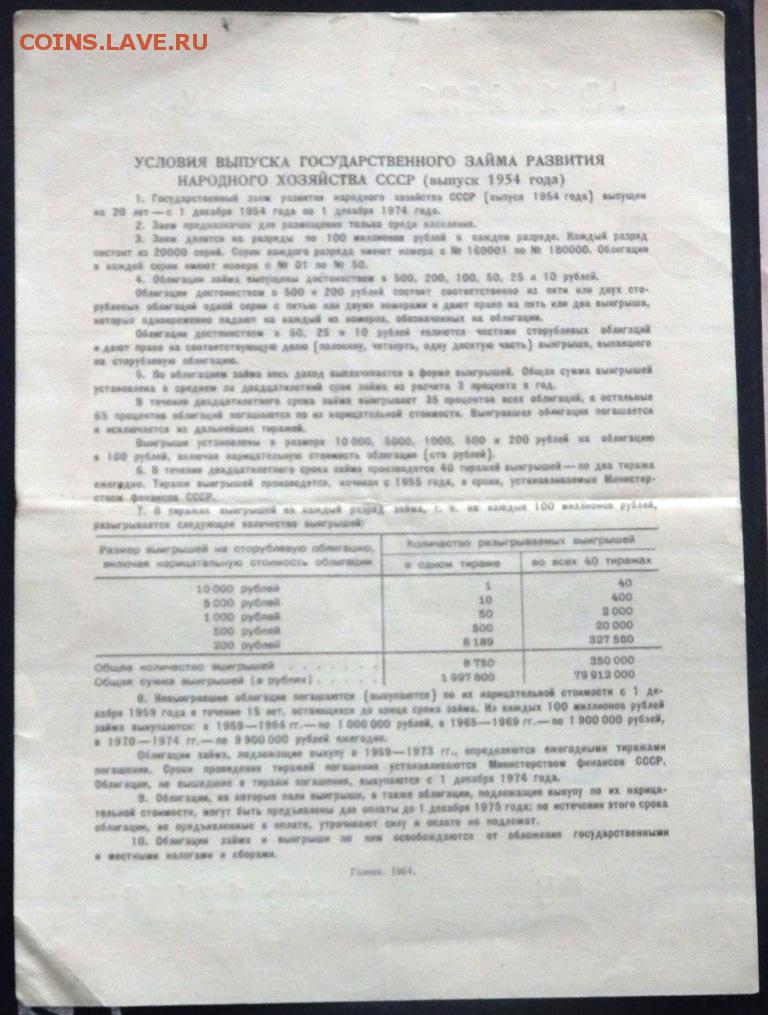 COINS.LAVE.RU
УСЛОВИЯ ВЫПУСКА ГОСУДАРСТВЕННОГО ЗАЙМА РАЗВИТИЯ
НАРОДНОГО ХОЗЯЙСТВА СССР (выпуск 1954 года)
1. Государственный заем развития народного хозяйства СССР (выпуск 1954 года) выпущен
на 20 лет — с 1 декабря 1954 года по 1 декабря 1974 года.
2. Заем предназначен для размещения только среди населения.
3. Заем делится на разряды по 100 миллионов рублей в каждом разряде. Каждый разряд
состоит из 20000 серий. Серии каждого разряда имеют номера с № 160001 по № 180000. Облигации
в каждой серии имеют номера с № 01 по № 50.
4. Облигации займа выпущены достоинством в 500, 200, 100, 50, 25 и 10 рублей.
Облигации достоинством в 500 и 200 рублей состоят соответственно из пяти или двух сто-
рублевых облигаций одной серии с пятью или двумя номерами и дают право на пять или два выигрыша,
которые одновременно падают на каждый из номеров, обозначенных на облигации.
Облигации достоинством в 50, 25 и 10 рублей являются частями сторублевых облигаций
и дают право на соответствующую долю (половину, четверть, одну десятую часть) выигрыша, выпавшего
на сторублевую облигацию.
5. По облигациям займа весь доход выплачивается в форме выигрышей. Общая сумма выигрышей
установлена в среднем за двадцатилетний срок займа из расчета 3 процента в год.
В течение двадцатилетнего срока займа выигрывает 35 процентов всех облигаций, а остальные
65 процентов облигаций погашаются по их нарицательной стоимости. Выигравшая облигация погашается
и исключается из дальнейших тиражей.
Выигрыши установлены в размере 10 000, 5000, 1000, 500 и 200 рублей на облигацию
в 100 рублей, включая нарицательную стоимость облигации (сто рублей).
6. В течение двадцатилетнего срока займа производятся 40 тиражей выигрышей — по два тиража
ежегодно. Тиражи выигрышей производятся, начиная с 1955 года, в сроки, устанавливаемые Министер-
ством финансов СССР.
7. В тиражах выигрышей на каждый разряд займа, т. е. на каждые 100 миллионов рублей,
разыгрывается следующее количество выигрышей:
Размер выигрышей на сторублевую облигацию, включая нарицательную стоимость облигации
Количество разыгрываемых выигрышей
в одном тираже во всех 40 тиражах
10 000 рублей 1 40
5 000 рублей 10 400
1 000 рублей 50 2 000
500 рублей 500 20 000
200 рублей 8 189 327 560
Общее количество выигрышей . . . . . . . 8 750 350 000
Общая сумма выигрышей (в рублях) . . . . . 1 997 800 79 912 000
8. Невыигравшие облигации погашаются (выкупаются) по их нарицательной стоимости с 1 де-
кабря 1959 года в течение 15 лет, остающихся до конца срока займа. Из каждых 100 миллионов рублей
займа выкупаются: в 1959—1964 гг. — по 1 000 000 рублей, в 1965—1969 гг. — по 1 900 000 рублей,
в 1970—1974 гг. — по 9 900 000 рублей ежегодно.
Облигации займа, подлежащие выкупу в 1959—1973 гг., определяются ежегодными тиражами
погашения. Сроки проведения тиражей погашения устанавливаются Министерством финансов СССР.
Облигации, не вышедшие в тиражи погашения, выкупаются с 1 декабря 1974 года.
9. Облигации, на которые пали выигрыши, а также облигации, подлежащие выкупу по их нарица-
тельной стоимости, могут быть предъявлены для оплаты до 1 декабря 1975 года; по истечении этого срока
облигации, не предъявленные к оплате, утрачивают силу и оплате не подлежат.
10. Облигации займа и выигрыши по ним освобождаются от обложения государственными
и местными налогами и сборами.
Гознак. 1954.